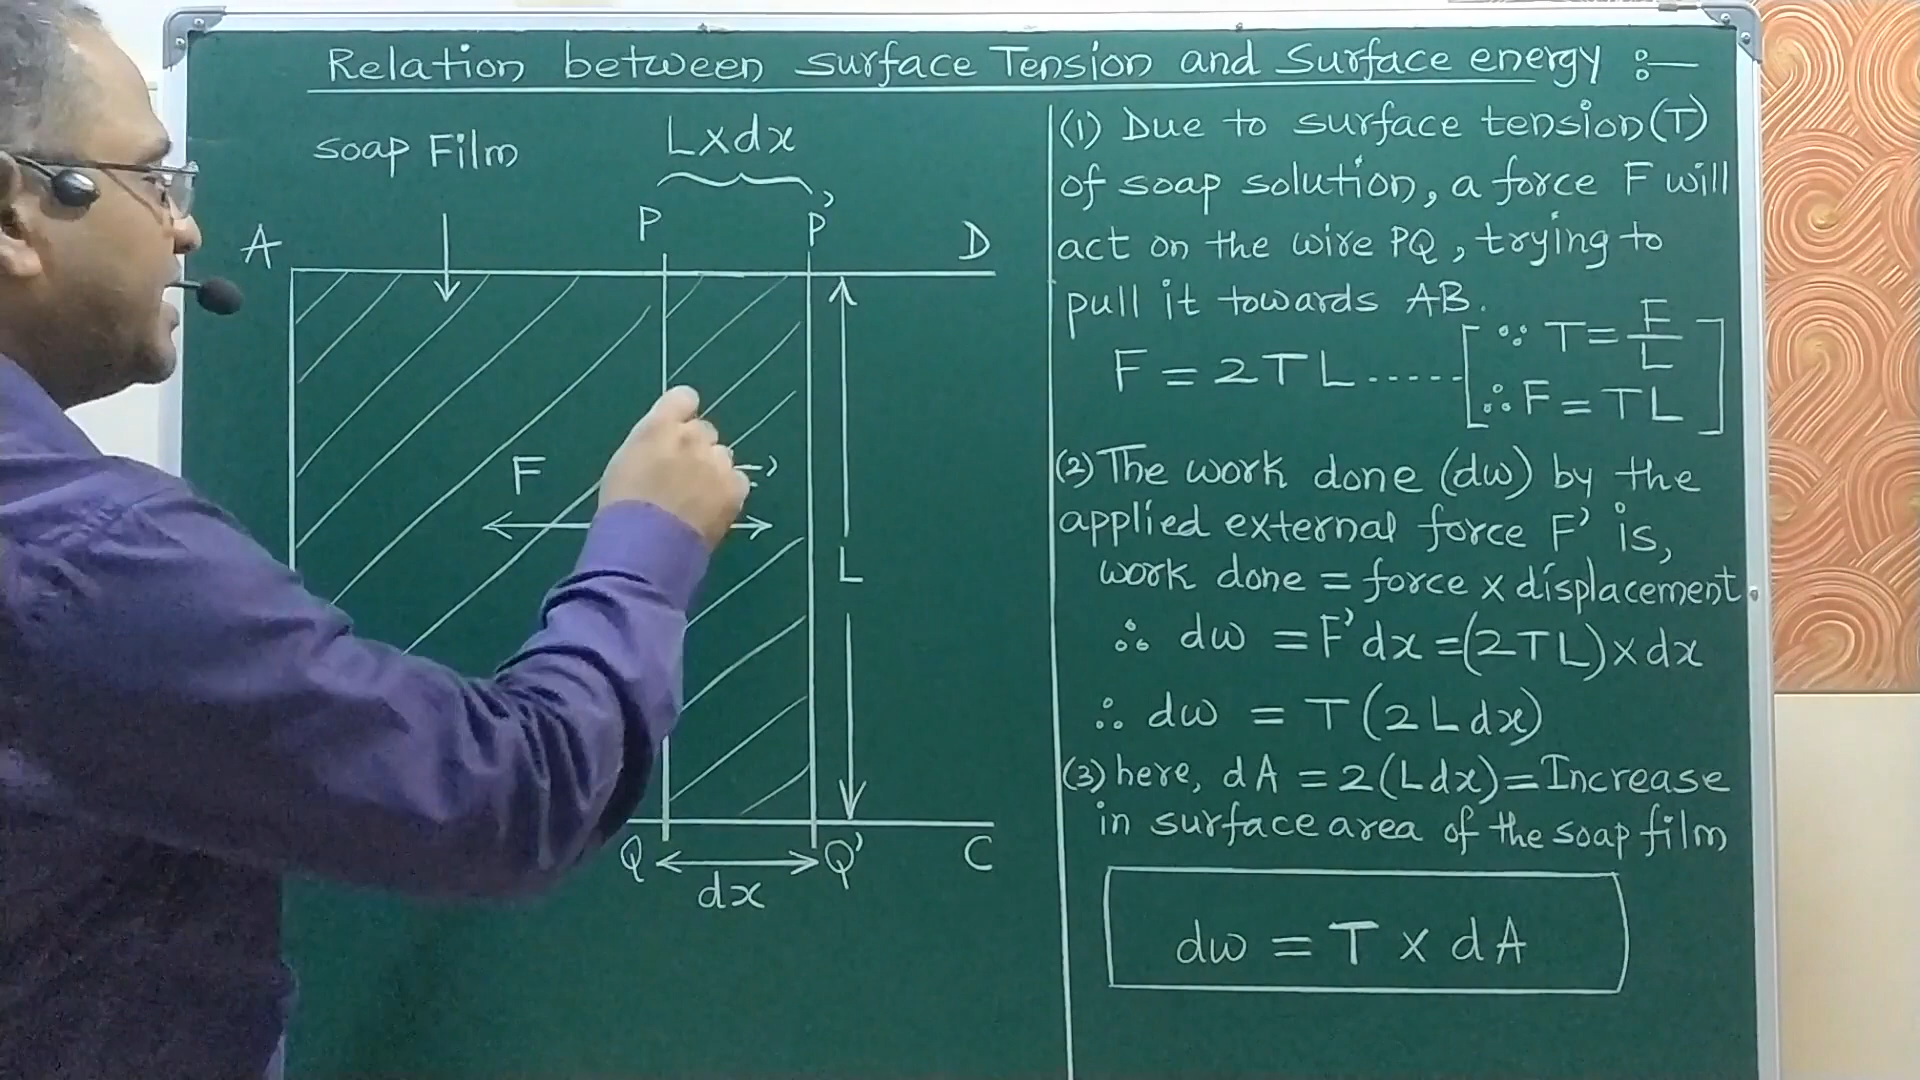 Relation between surface Tension and Surface energy :-
soap Film
L x dx
A
P
P'
D
F
L
Q
Q'
C
dx
(1) Due to surface tension (T)
of soap solution, a force F will
act on the wire PQ, trying to
pull it towards AB.
F = 2TL ..... [∵ T = F/L
∴ F = TL]
(2) The work done (dw) by the
applied external force F' is,
work done = force x displacement
∴ dw = F'dx = (2TL) x dx
∴ dw = T(2Ldx)
(3) here, dA = 2(Ldx) = Increase
in surface area of the soap film
dw = T x dA